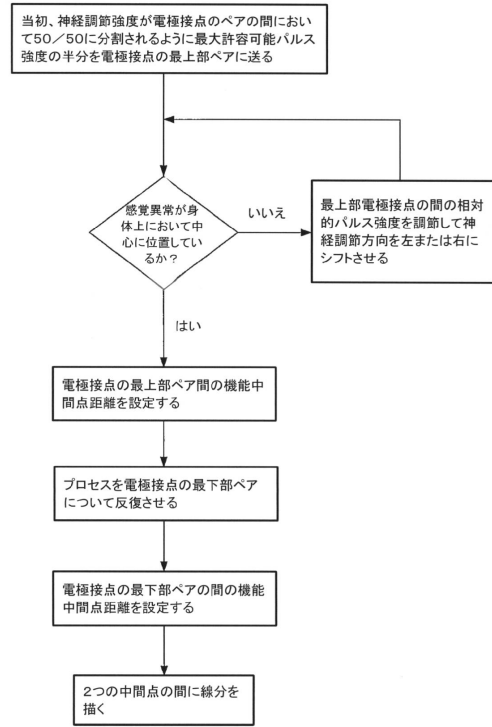 当初、神経調節強度が電極接点のペアの間において
50／50に分割されるように最大許容可能パルス
強度の半分を電極接点の最上部ペアに送る
感覚異常が身
体上において中
心に位置してい
るか？
いいえ
最上部電極接点の間の相対
的パルス強度を調節して神
経調節方向を左または右に
シフトさせる
はい
電極接点の最上部ペア間の機能中
間点距離を設定する
プロセスを電極接点の最下部ペア
について反復させる
電極接点の最下部ペアの間の機能
中間点距離を設定する
2つの中間点の間に線分を
描く